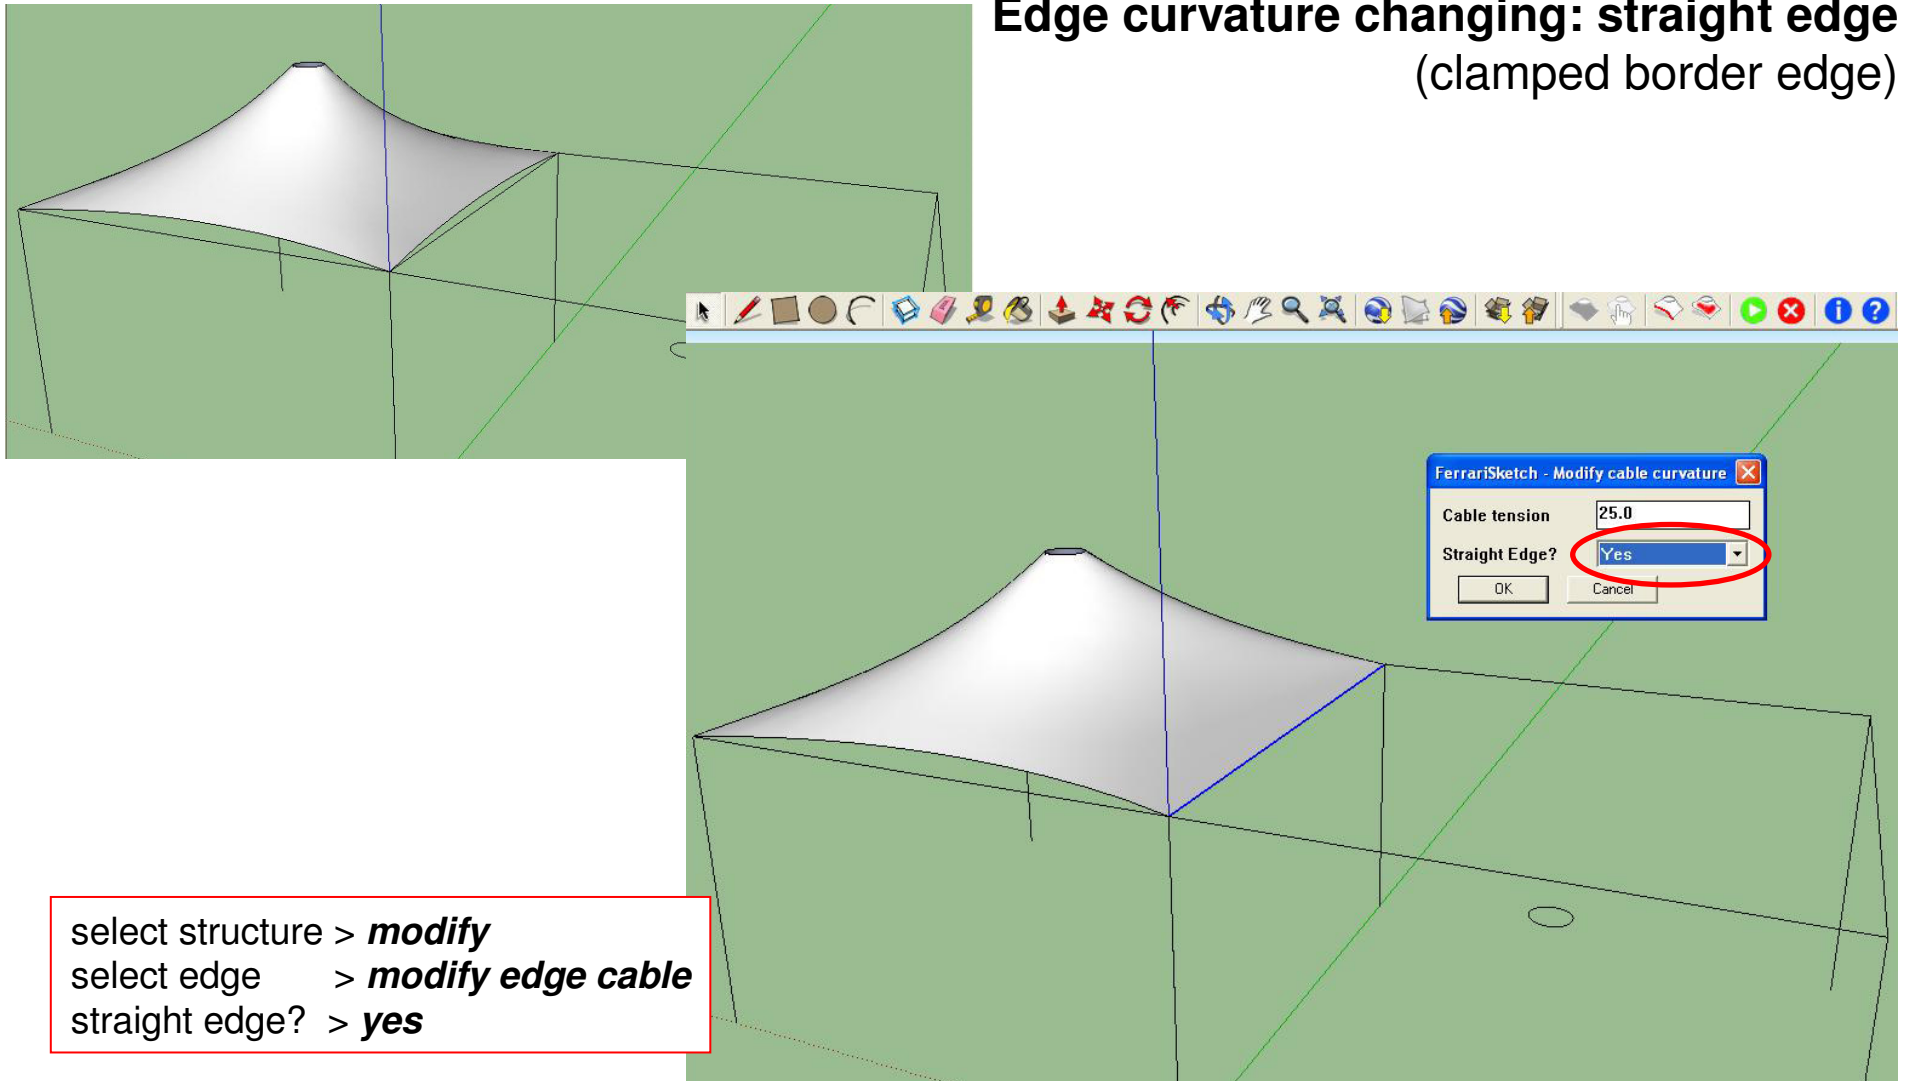 Edge curvature changing: straight edge
(clamped border edge)
FerrariSketch - Modify cable curvature
Cable tension 25.0
Straight Edge? Yes
OK Cancel
select structure > modify
select edge > modify edge cable
straight edge? > yes